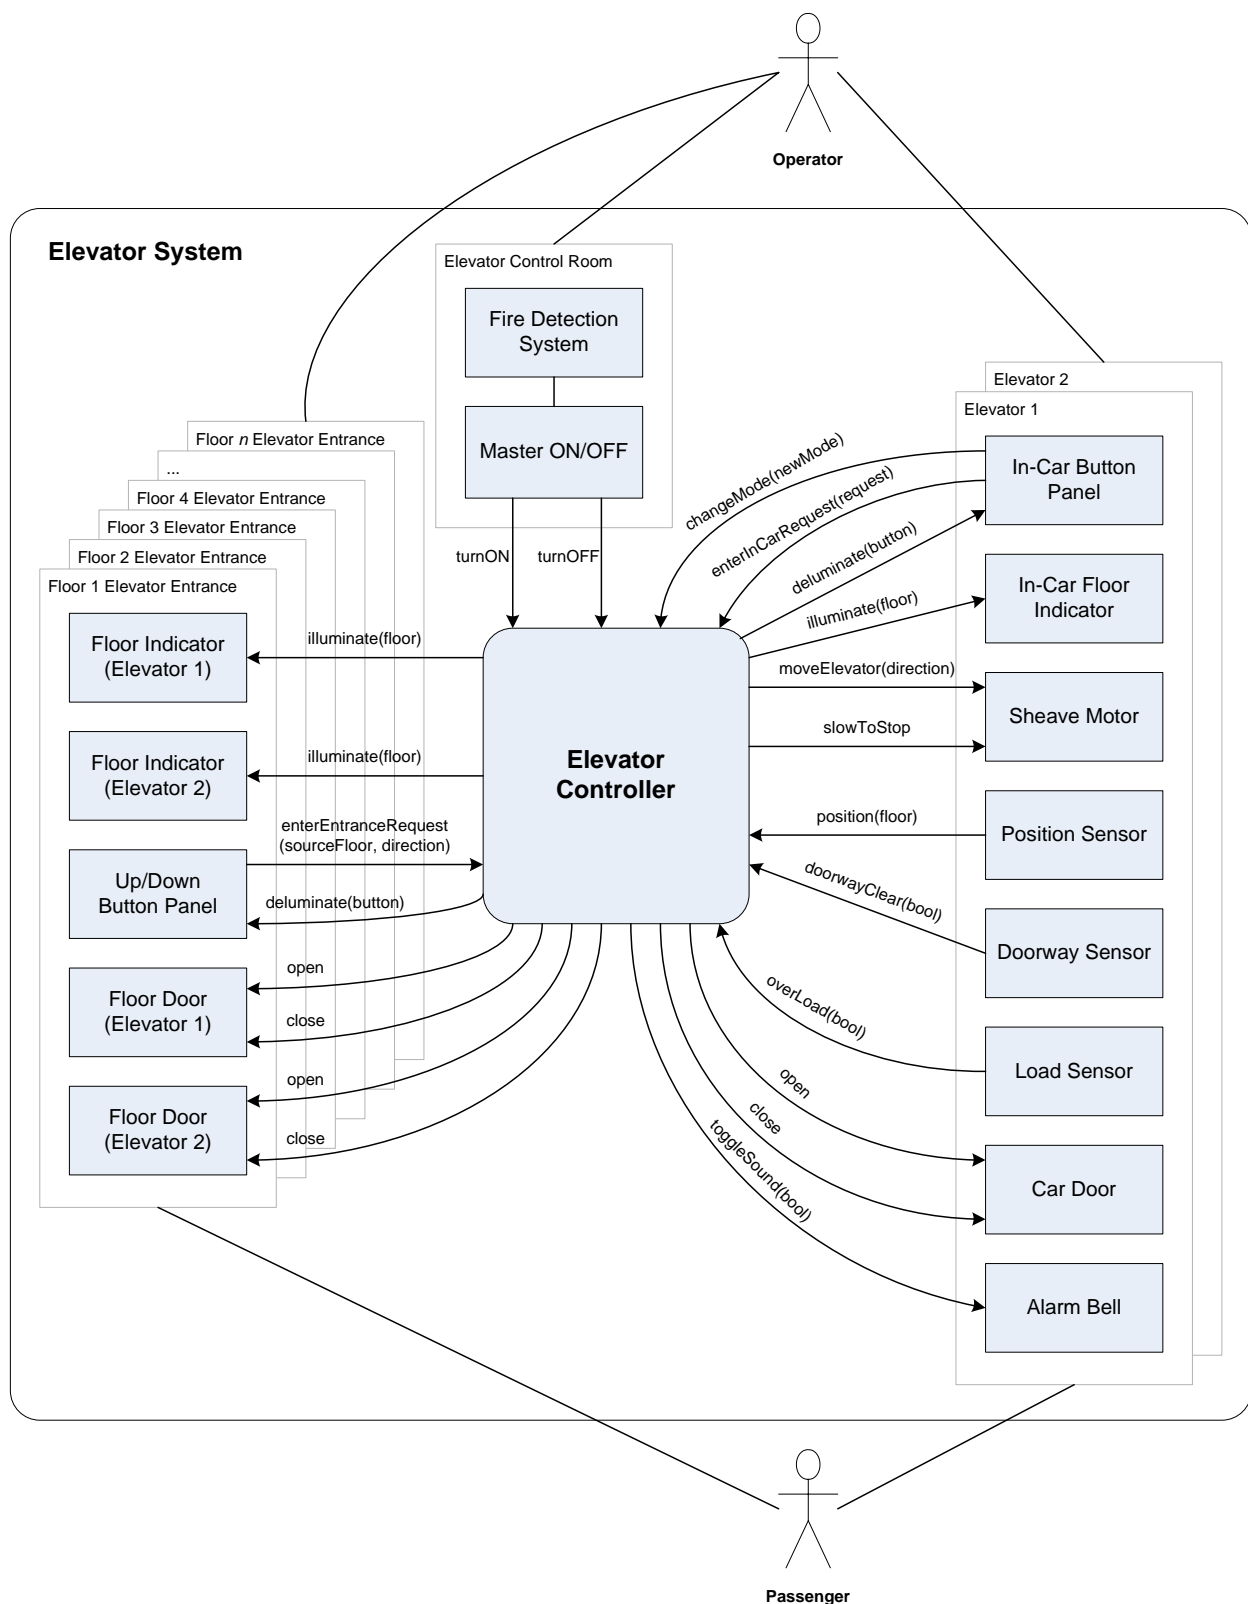 Operator
Elevator System
Elevator Control Room
Fire Detection
System
Master ON/OFF
turnON
turnOFF
Floor n Elevator Entrance
...
Floor 4 Elevator Entrance
Floor 3 Elevator Entrance
Floor 2 Elevator Entrance
Floor 1 Elevator Entrance
Floor Indicator
(Elevator 1)
illuminate(floor)
Floor Indicator
(Elevator 2)
illuminate(floor)
Up/Down
Button Panel
enterEntranceRequest
(sourceFloor, direction)
deluminate(button)
Floor Door
(Elevator 1)
open
close
Floor Door
(Elevator 2)
open
close
Elevator
Controller
Elevator 2
Elevator 1
changeMode(newMode)
enterInCarRequest(request)
deluminate(button)
In-Car Button
Panel
illuminate(floor)
In-Car Floor
Indicator
moveElevator(direction)
slowToStop
Sheave Motor
position(floor)
Position Sensor
doorwayClear(bool)
Doorway Sensor
overLoad(bool)
Load Sensor
open
close
Car Door
toggleSound(bool)
Alarm Bell
Passenger